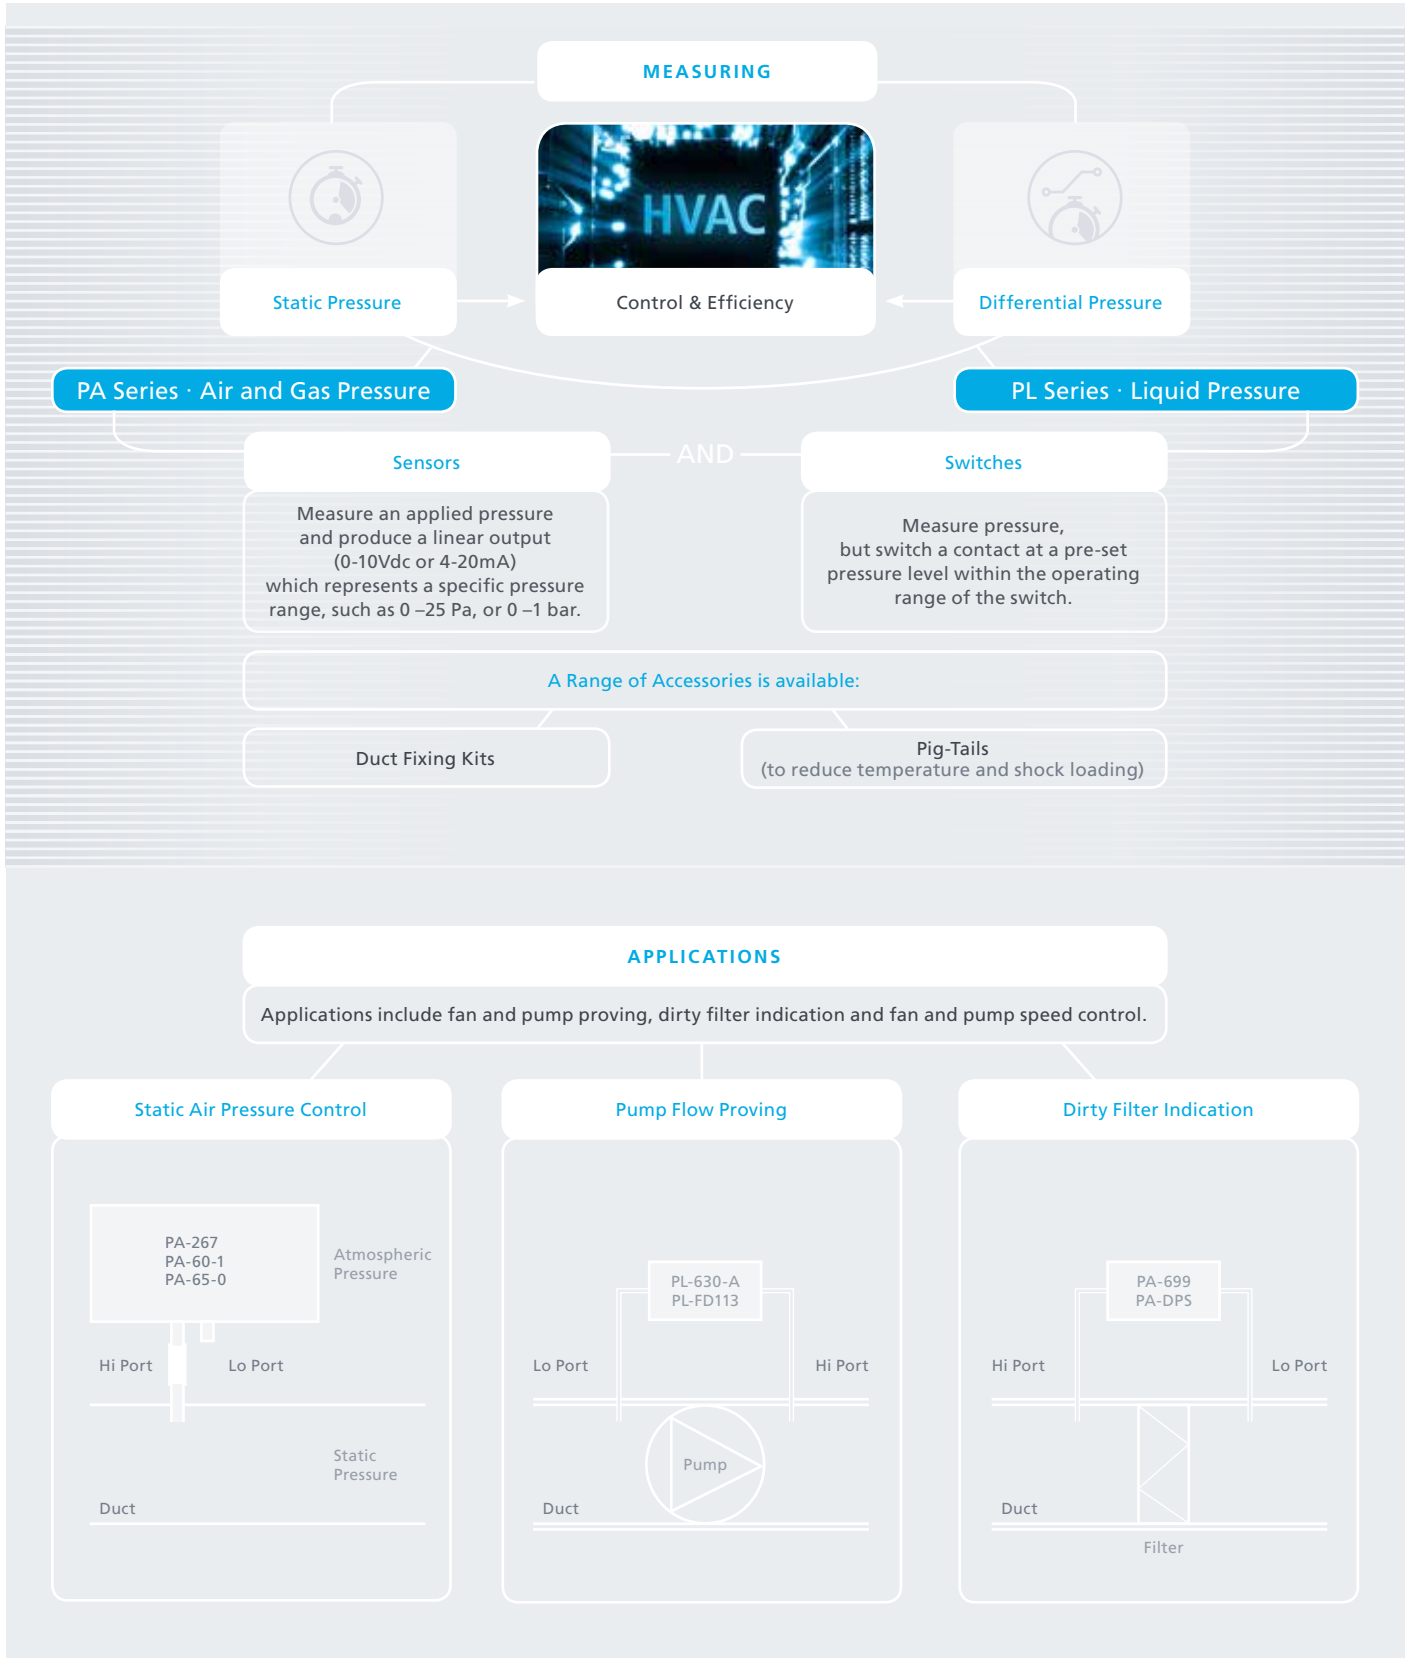 MEASURING
HVAC
Static Pressure
Control & Efficiency
Differential Pressure
PA Series · Air and Gas Pressure
PL Series · Liquid Pressure
Sensors
AND
Switches
Measure an applied pressure
and produce a linear output
(0-10Vdc or 4-20mA)
which represents a specific pressure
range, such as 0 –25 Pa, or 0 –1 bar.
Measure pressure,
but switch a contact at a pre-set
pressure level within the operating
range of the switch.
A Range of Accessories is available:
Duct Fixing Kits
Pig-Tails
(to reduce temperature and shock loading)
APPLICATIONS
Applications include fan and pump proving, dirty filter indication and fan and pump speed control.
Static Air Pressure Control
PA-267
PA-60-1
PA-65-0
Atmospheric
Pressure
Hi Port
Lo Port
Static
Pressure
Duct
Pump Flow Proving
PL-630-A
PL-FD113
Lo Port
Hi Port
Pump
Duct
Dirty Filter Indication
PA-699
PA-DPS
Hi Port
Lo Port
Duct
Filter